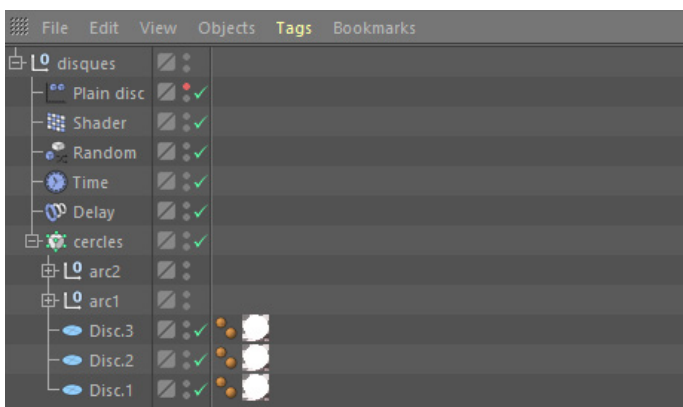 File Edit View Objects Tags Bookmarks
disques
Plain disc
Shader
Random
Time
Delay
cercles
arc2
arc1
Disc.3
Disc.2
Disc.1